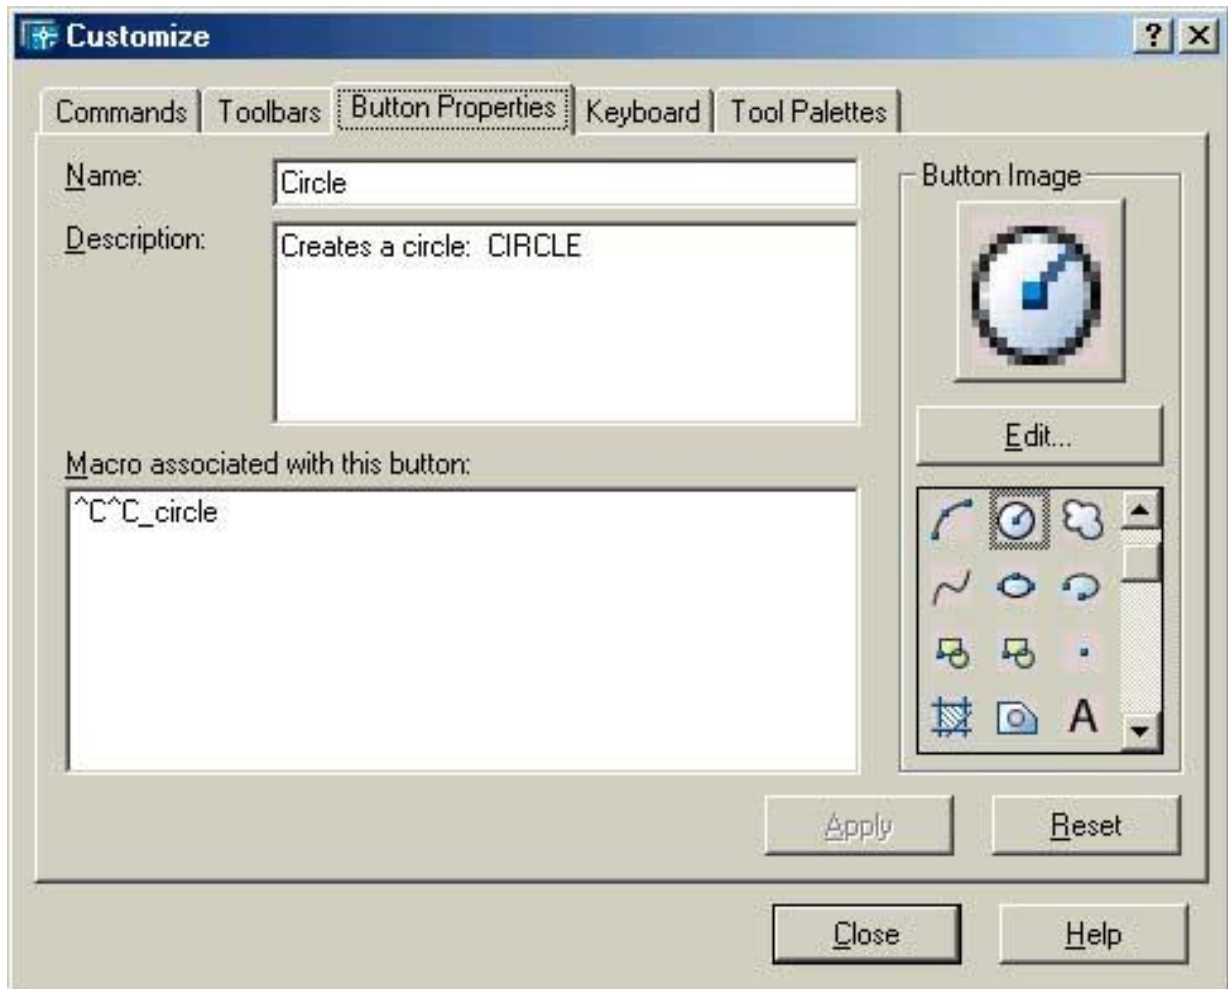 Customize
Commands Toolbars Button Properties Keyboard Tool Palettes
Name:
Circle
Button Image
Description:
Creates a circle: CIRCLE
Edit...
Macro associated with this button:
^C^C_circle
A
Apply
Reset
Close
Help